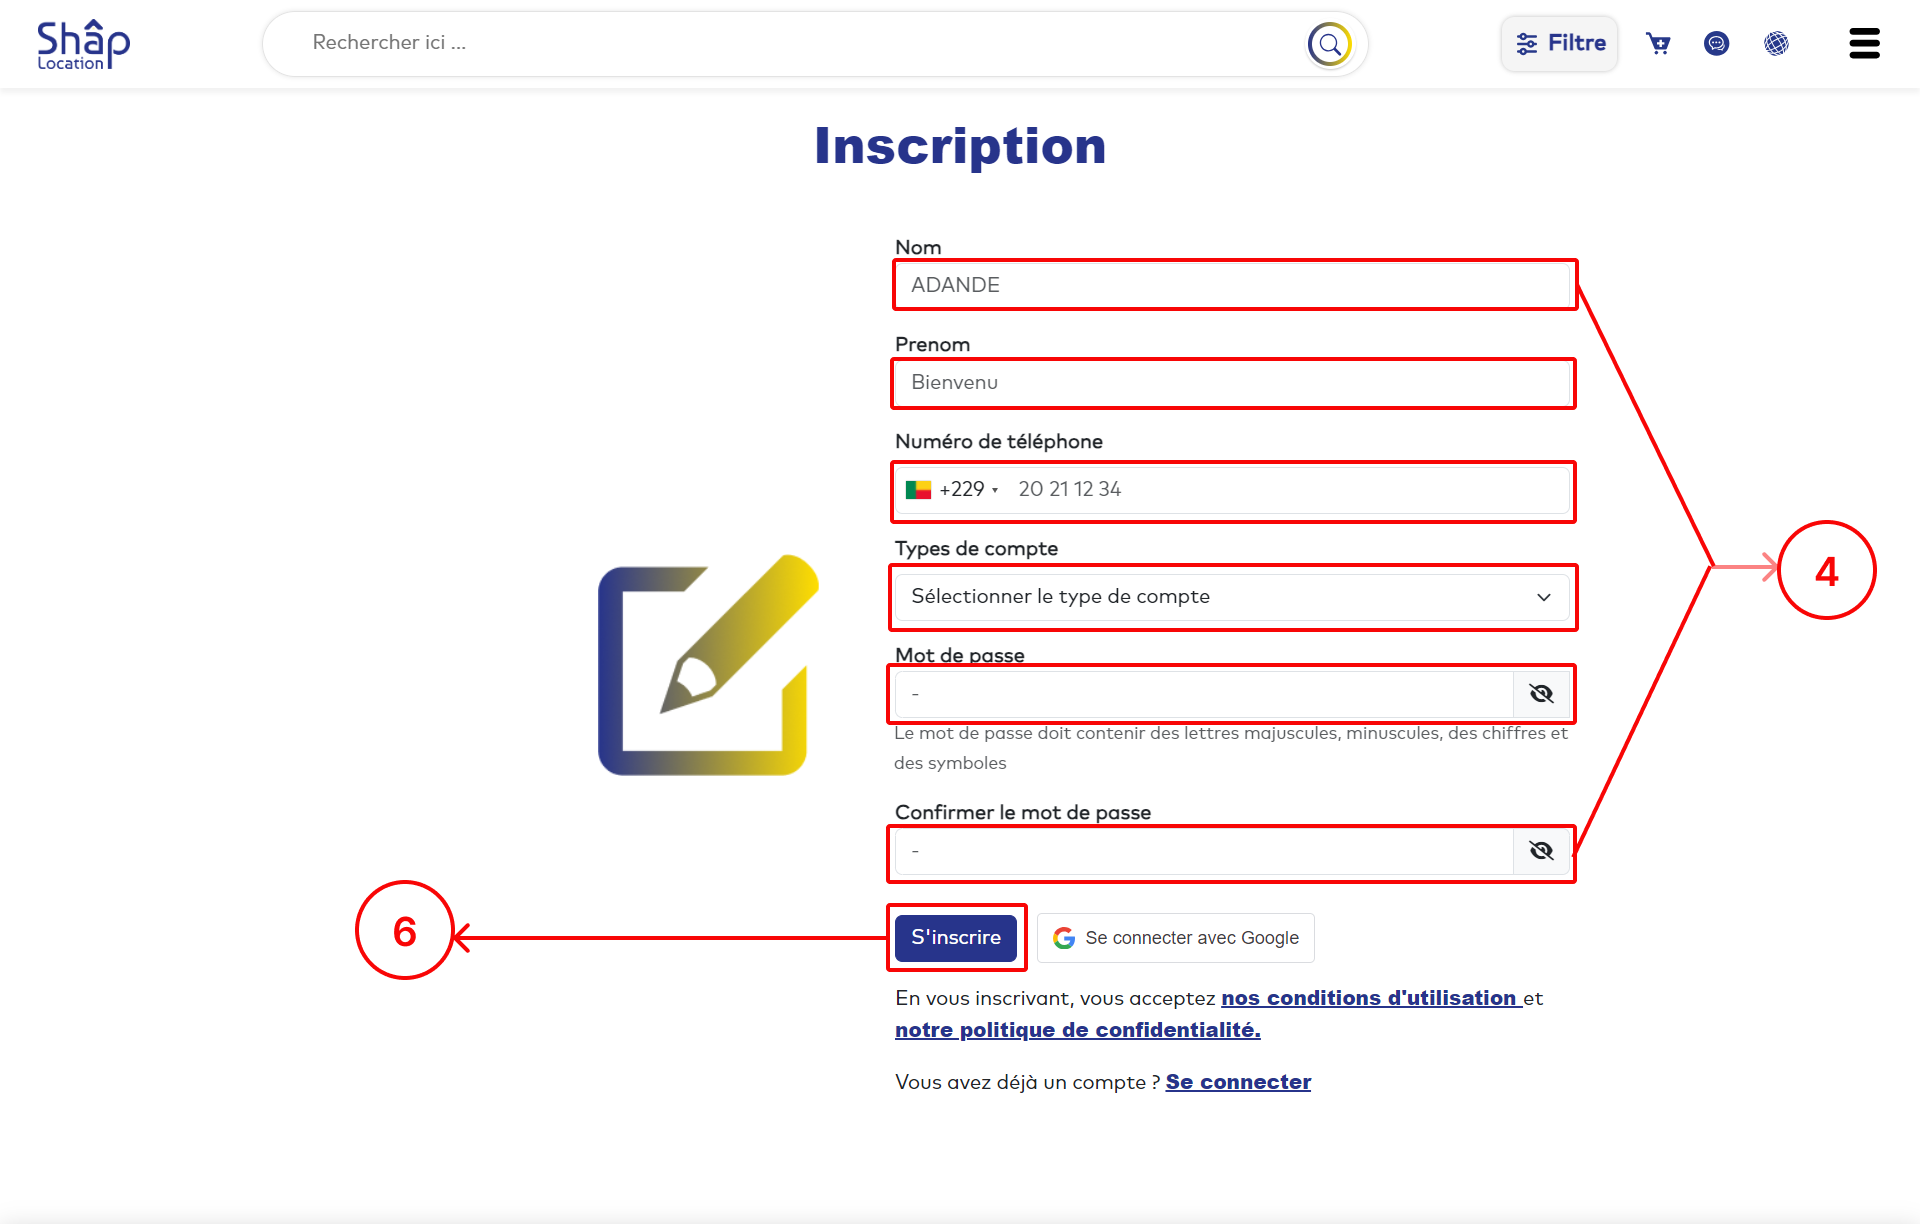 Shâp
Location
Rechercher ici ...
Filtre
Inscription
Nom
ADANDE
Prenom
Bienvenu
Numéro de téléphone
+229 20 21 12 34
Types de compte
Sélectionner le type de compte
4
Mot de passe
-
Le mot de passe doit contenir des lettres majuscules, minuscules, des chiffres et
des symboles
Confirmer le mot de passe
-
6
S'inscrire
Se connecter avec Google
En vous inscrivant, vous acceptez nos conditions d'utilisation et
notre politique de confidentialité.
Vous avez déjà un compte ? Se connecter